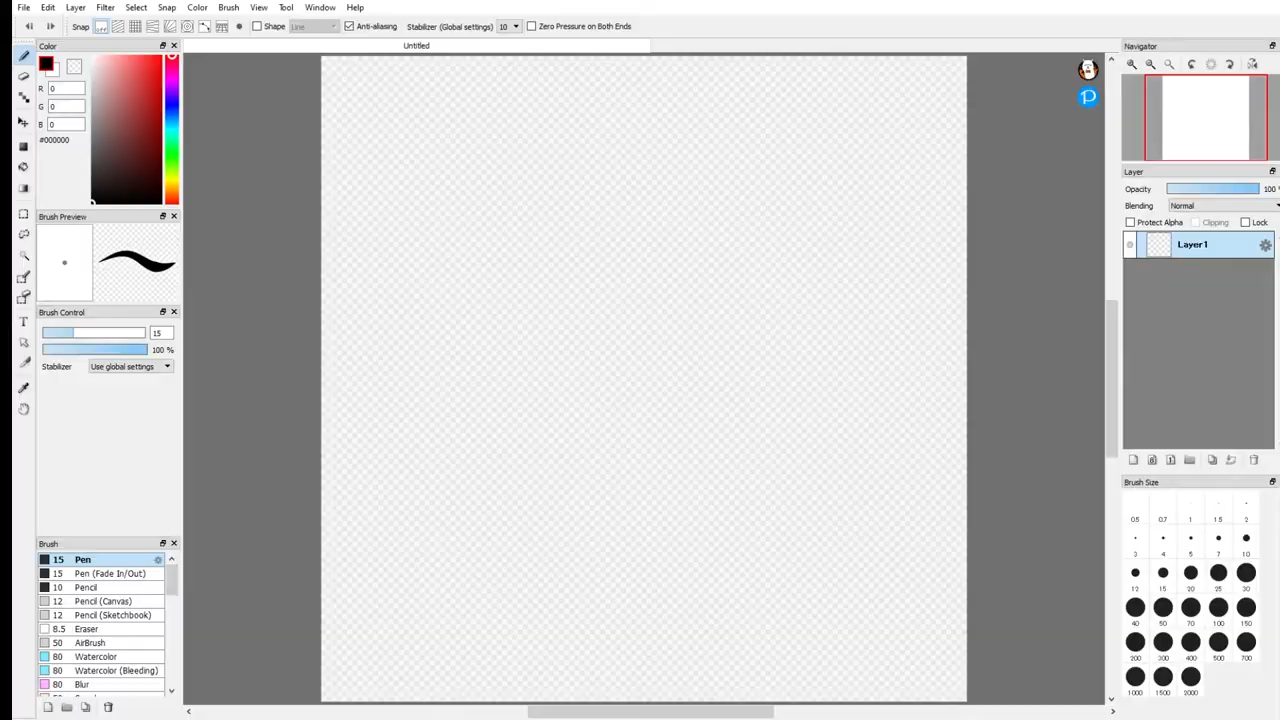 File Edit Layer Filter Select Snap Color Brush View Tool Window Help
Snap OFF Shape Line Anti-aliasing Stabilizer (Global settings) 10 Zero Pressure on Both Ends
Color
Untitled
Navigator
R 0
G 0
B 0
#000000
Layer
Opacity 100 %
Blending Normal
Brush Preview
Protect Alpha Clipping Lock
Layer1
Brush Control
15
100 %
Stabilizer Use global settings
Brush Size
0.5 0.7 1 1.5 2
3 4 5 7 10
12 15 20 25 30
40 50 70 100 150
200 300 400 500 700
1000 1500 2000
Brush
15 Pen
15 Pen (Fade In/Out)
10 Pencil
12 Pencil (Canvas)
12 Pencil (Sketchbook)
8.5 Eraser
50 AirBrush
80 Watercolor
80 Watercolor (Bleeding)
80 Blur